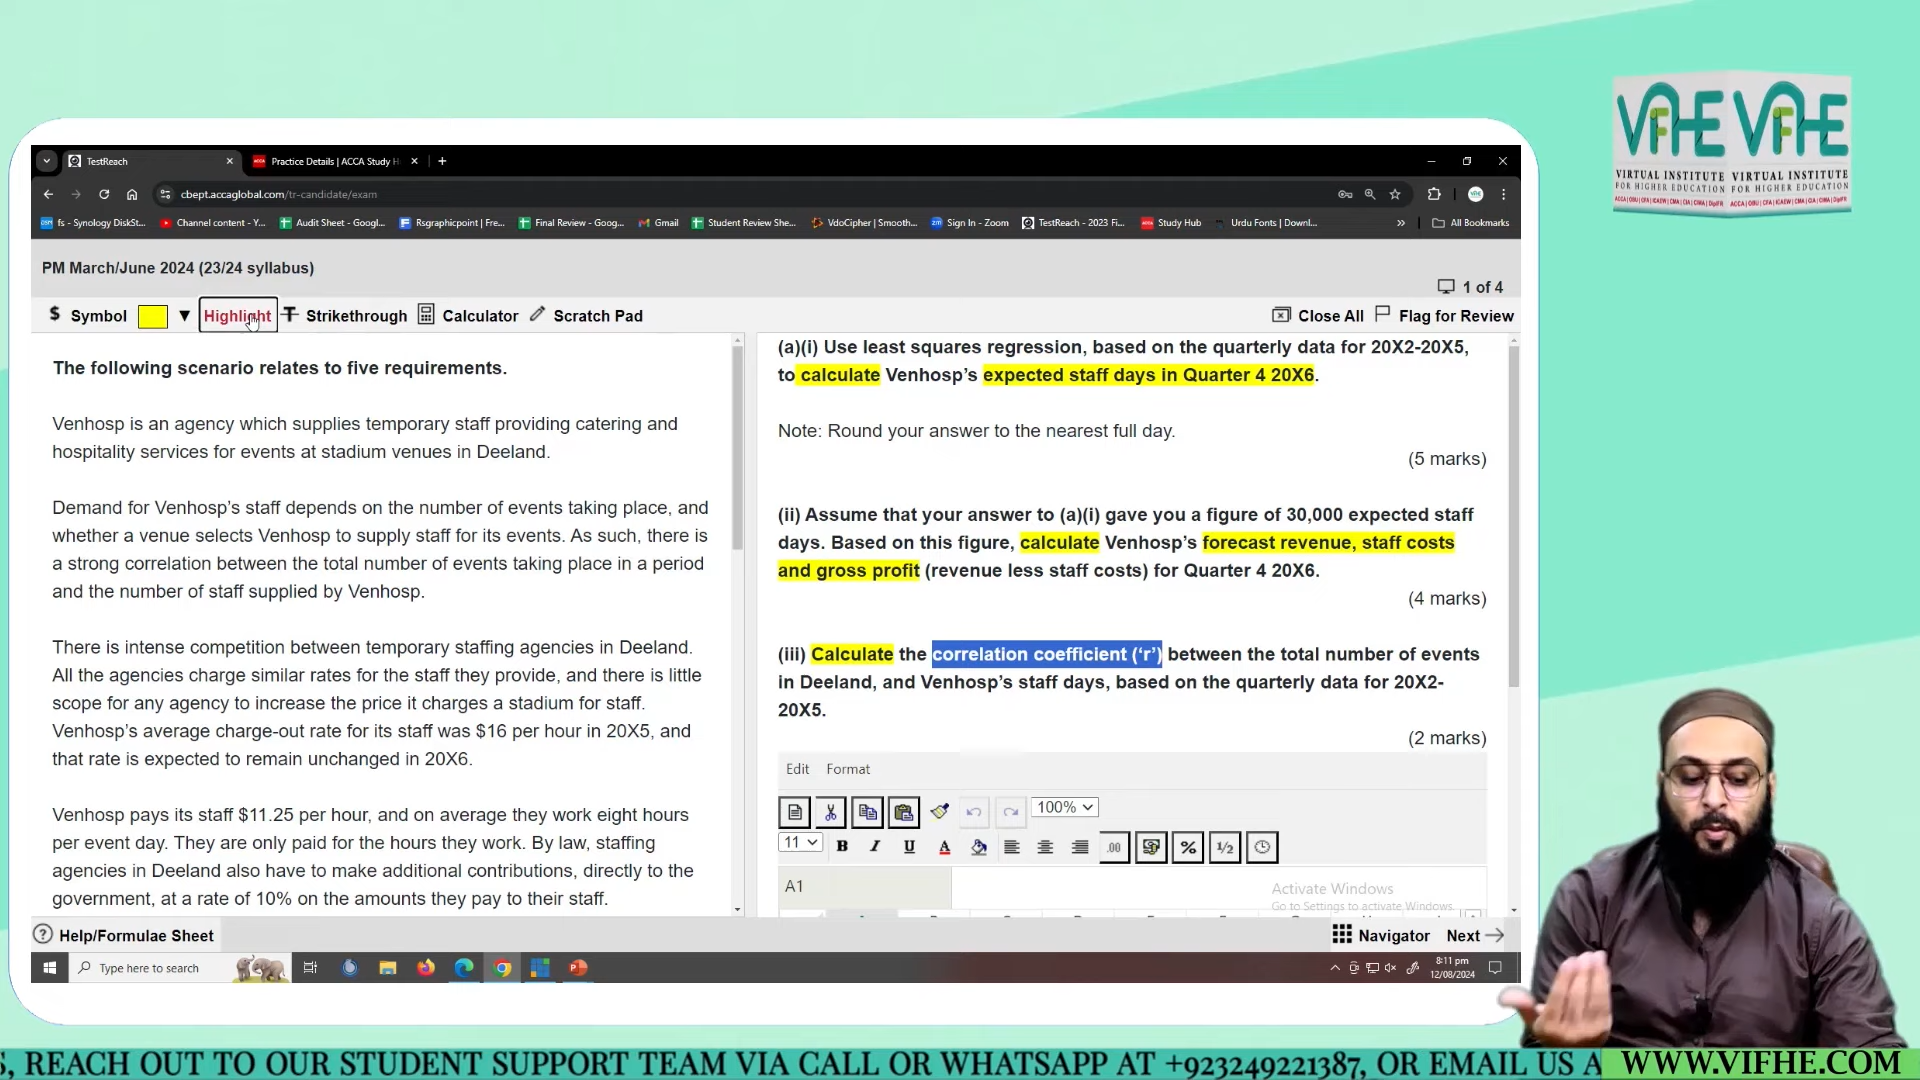 VIFHE VIFHE
VIRTUAL INSTITUTE VIRTUAL INSTITUTE
FOR HIGHER EDUCATION FOR HIGHER EDUCATION
TestReach
Practice Details | ACCA Study H
cbept.accaglobal.com/tr-candidate/exam
fs - Synology DiskSt... Channel content - Y... Audit Sheet - Googl... Rsgraphicpoint | Fre... Final Review - Goog... Gmail Student Review She... VdoCipher | Smooth... Sign In - Zoom TestReach - 2023 Fi... Study Hub Urdu Fonts | Downl... » All Bookmarks
PM March/June 2024 (23/24 syllabus)
1 of 4
$ Symbol Highlight Strikethrough Calculator Scratch Pad Close All Flag for Review
The following scenario relates to five requirements.
Venhosp is an agency which supplies temporary staff providing catering and
hospitality services for events at stadium venues in Deeland.
Demand for Venhosp’s staff depends on the number of events taking place, and
whether a venue selects Venhosp to supply staff for its events. As such, there is
a strong correlation between the total number of events taking place in a period
and the number of staff supplied by Venhosp.
There is intense competition between temporary staffing agencies in Deeland.
All the agencies charge similar rates for the staff they provide, and there is little
scope for any agency to increase the price it charges a stadium for staff.
Venhosp’s average charge-out rate for its staff was $16 per hour in 20X5, and
that rate is expected to remain unchanged in 20X6.
Venhosp pays its staff $11.25 per hour, and on average they work eight hours
per event day. They are only paid for the hours they work. By law, staffing
agencies in Deeland also have to make additional contributions, directly to the
government, at a rate of 10% on the amounts they pay to their staff.
(a)(i) Use least squares regression, based on the quarterly data for 20X2-20X5,
to calculate Venhosp’s expected staff days in Quarter 4 20X6.
Note: Round your answer to the nearest full day.
(5 marks)
(ii) Assume that your answer to (a)(i) gave you a figure of 30,000 expected staff
days. Based on this figure, calculate Venhosp’s forecast revenue, staff costs
and gross profit (revenue less staff costs) for Quarter 4 20X6.
(4 marks)
(iii) Calculate the correlation coefficient (‘r’) between the total number of events
in Deeland, and Venhosp’s staff days, based on the quarterly data for 20X2-
20X5.
(2 marks)
Edit Format
100%
11 B I U A .00 % 1/2
A1
Activate Windows
Go to Settings to activate Windows.
Help/Formulae Sheet
Navigator Next
Type here to search
8:11 pm
12/08/2024
S, REACH OUT TO OUR STUDENT SUPPORT TEAM VIA CALL OR WHATSAPP AT +923249221387, OR EMAIL US A
WWW.VIFHE.COM